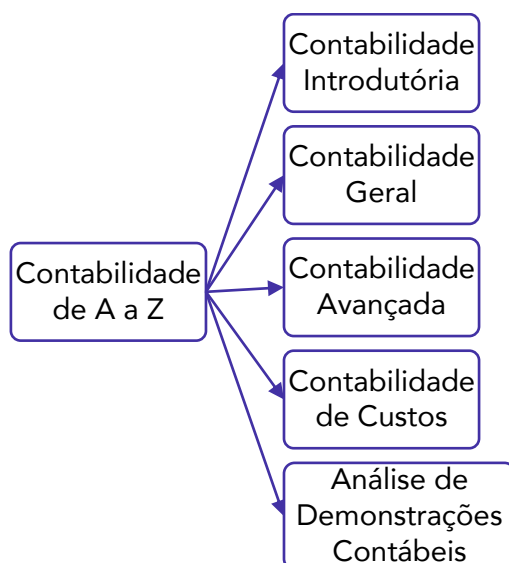 Contabilidade
Introdutória
Contabilidade
Geral
Contabilidade
de A a Z
Contabilidade
Avançada
Contabilidade
de Custos
Análise de
Demonstrações
Contábeis